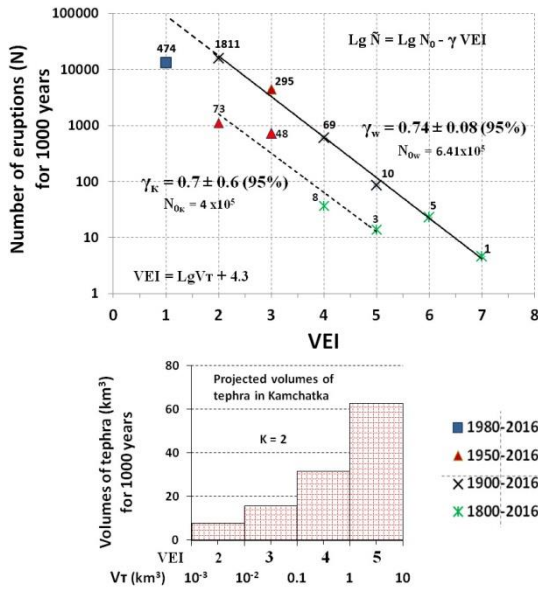 Number of eruptions (N)
for 1000 years
100000
10000
1000
100
10
1
474
1811
Lg Ñ = Lg N₀ - γ VEI
295
73
48
69
γw = 0.74 ± 0.08 (95%)
N₀w = 6.41x10⁵
γK = 0.7 ± 0.6 (95%)
N₀K = 4 x10⁵
10
8
3
5
1
VEI = LgVT + 4.3
0 1 2 3 4 5 6 7 8
VEI
Volumes of tephra (km³)
for 1000 years
80
60
40
20
0
Projected volumes of
tephra in Kamchatka
K = 2
VEI 2 3 4 5
VT (km³) 10⁻³ 10⁻² 0.1 1 10
1980-2016
1950-2016
1900-2016
1800-2016